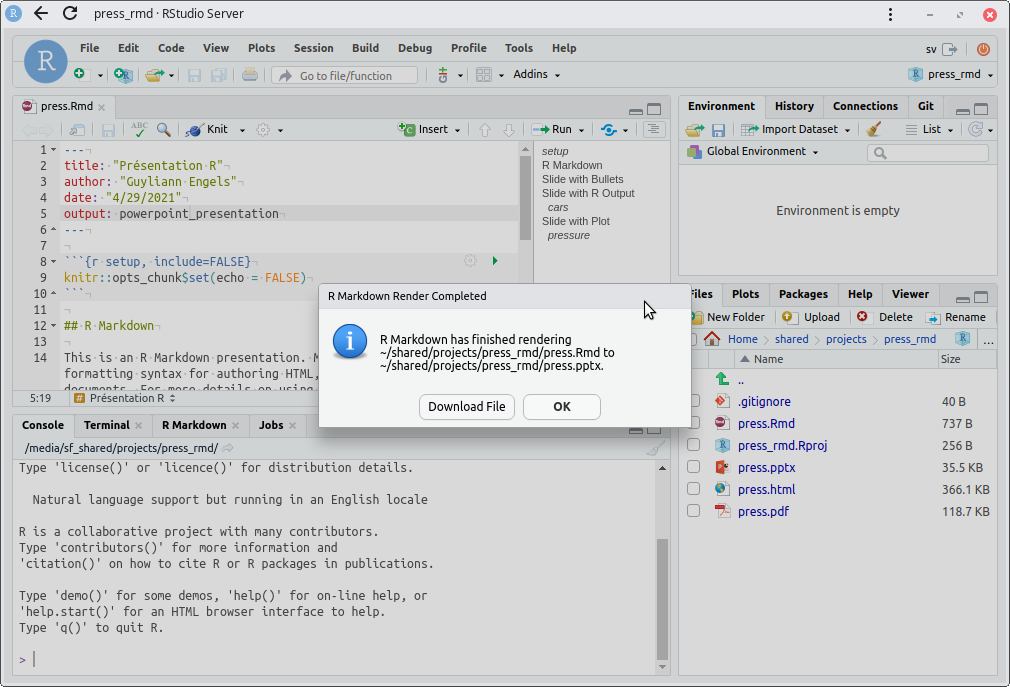 R press_rmd · RStudio Server
R File Edit Code View Plots Session Build Debug Profile Tools Help sv
Go to file/function Addins press_rmd
press.Rmd
ABC Knit Insert Run
1 ---
2 title: "Présentation R"
3 author: "Guyliann Engels"
4 date: "4/29/2021"
5 output: powerpoint_presentation
6 ---
7
8 ```{r setup, include=FALSE}
9 knitr::opts_chunk$set(echo = FALSE)
10 ```
11
12 ## R Markdown
13
14 This is an R Markdown presentation. M
formatting syntax for authoring HTML,
documents. For more details on using
5:19 # Présentation R
setup
R Markdown
Slide with Bullets
Slide with R Output
cars
Slide with Plot
pressure
Console Terminal R Markdown Jobs
/media/sf_shared/projects/press_rmd/
Type 'license()' or 'licence()' for distribution details.
Natural language support but running in an English locale
R is a collaborative project with many contributors.
Type 'contributors()' for more information and
'citation()' on how to cite R or R packages in publications.
Type 'demo()' for some demos, 'help()' for on-line help, or
'help.start()' for an HTML browser interface to help.
Type 'q()' to quit R.
>
R Markdown Render Completed
R Markdown has finished rendering
~/shared/projects/press_rmd/press.Rmd to
~/shared/projects/press_rmd/press.pptx.
Download File OK
Environment History Connections Git
Import Dataset List
Global Environment
Environment is empty
iles Plots Packages Help Viewer
New Folder Upload Delete Rename
Home shared projects press_rmd ...
Name Size
..
.gitignore 40 B
press.Rmd 737 B
press_rmd.Rproj 256 B
press.pptx 35.5 KB
press.html 366.1 KB
press.pdf 118.7 KB